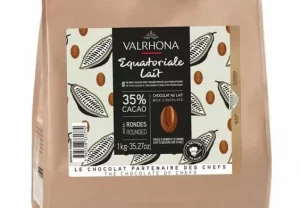 VALRHONA
Equatoriale
Lait
35%
CACAO
CHOCOLAT AU LAIT
MILK CHOCOLATE
RONDES
ROUNDED
1kg-35.27oz
LE CHOCOLAT PARTENAIRE DES CHEFS
THE CHOCOLATE OF CHEFS